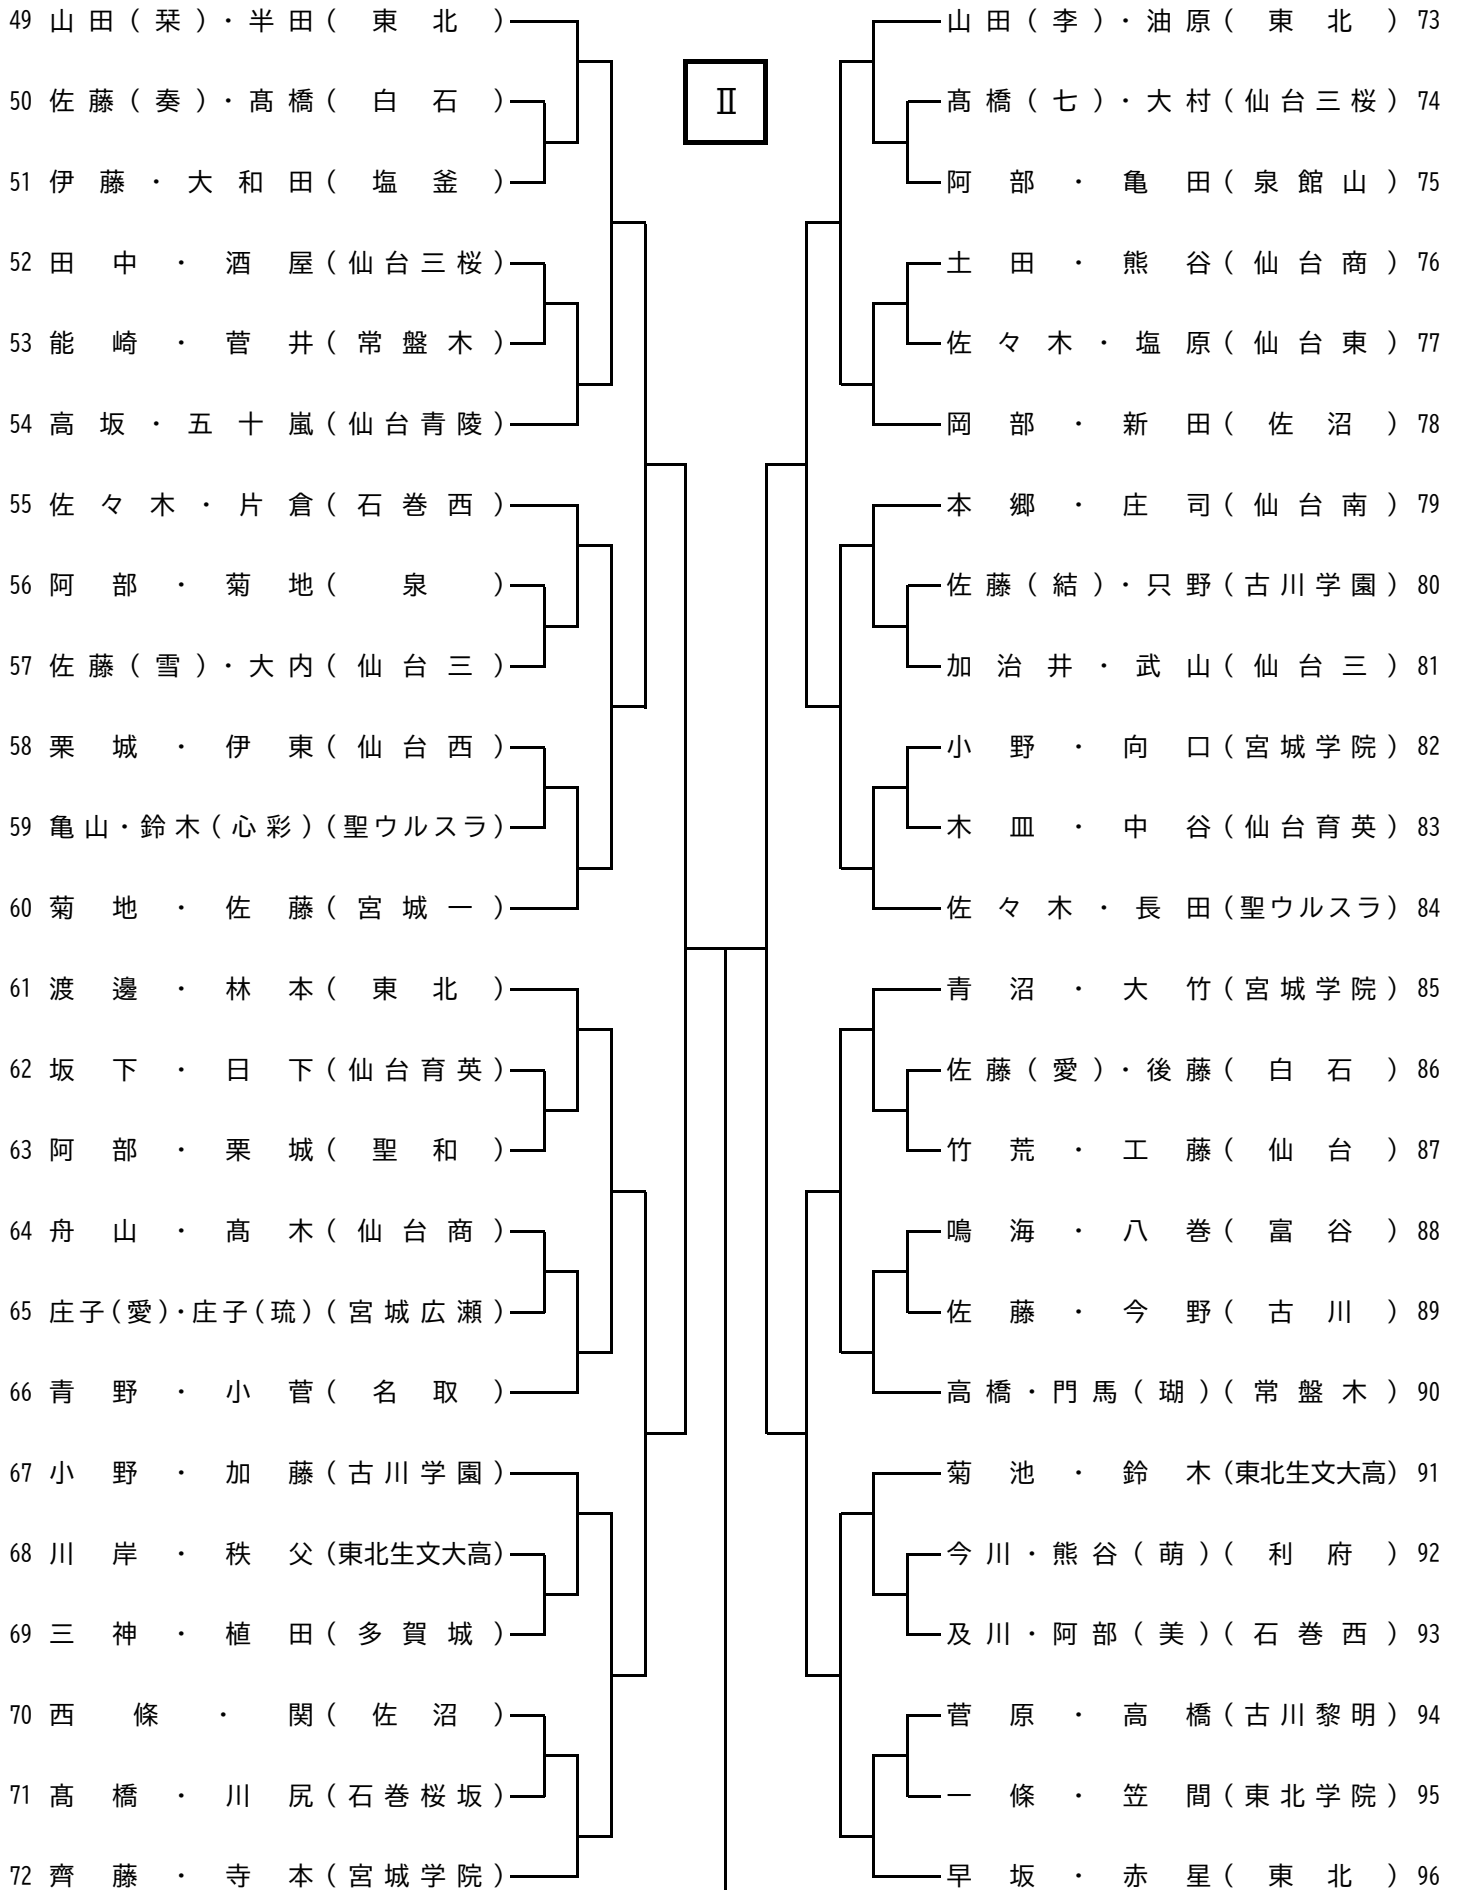 49 山田(栞)・半田(東北)
50 佐藤(奏)・髙橋(白石)
51 伊藤・大和田(塩釜)
52 田中・酒屋(仙台三桜)
53 能崎・菅井(常盤木)
54 高坂・五十嵐(仙台青陵)
55 佐々木・片倉(石巻西)
56 阿部・菊地(泉)
57 佐藤(雪)・大内(仙台三)
58 栗城・伊東(仙台西)
59 亀山・鈴木(心彩)(聖ウルスラ)
60 菊地・佐藤(宮城一)
61 渡邊・林本(東北)
62 坂下・日下(仙台育英)
63 阿部・栗城(聖和)
64 舟山・髙木(仙台商)
65 庄子(愛)・庄子(琉)(宮城広瀬)
66 青野・小菅(名取)
67 小野・加藤(古川学園)
68 川岸・秩父(東北生文大高)
69 三神・植田(多賀城)
70 西條・関(佐沼)
71 髙橋・川尻(石巻桜坂)
72 齊藤・寺本(宮城学院)
Ⅱ
山田(李)・油原(東北) 73
髙橋(七)・大村(仙台三桜) 74
阿部・亀田(泉館山) 75
土田・熊谷(仙台商) 76
佐々木・塩原(仙台東) 77
岡部・新田(佐沼) 78
本郷・庄司(仙台南) 79
佐藤(結)・只野(古川学園) 80
加治井・武山(仙台三) 81
小野・向口(宮城学院) 82
木皿・中谷(仙台育英) 83
佐々木・長田(聖ウルスラ) 84
青沼・大竹(宮城学院) 85
佐藤(愛)・後藤(白石) 86
竹荒・工藤(仙台) 87
鳴海・八巻(富谷) 88
佐藤・今野(古川) 89
高橋・門馬(瑚)(常盤木) 90
菊池・鈴木(東北生文大高) 91
今川・熊谷(萌)(利府) 92
及川・阿部(美)(石巻西) 93
菅原・高橋(古川黎明) 94
一條・笠間(東北学院) 95
早坂・赤星(東北) 96